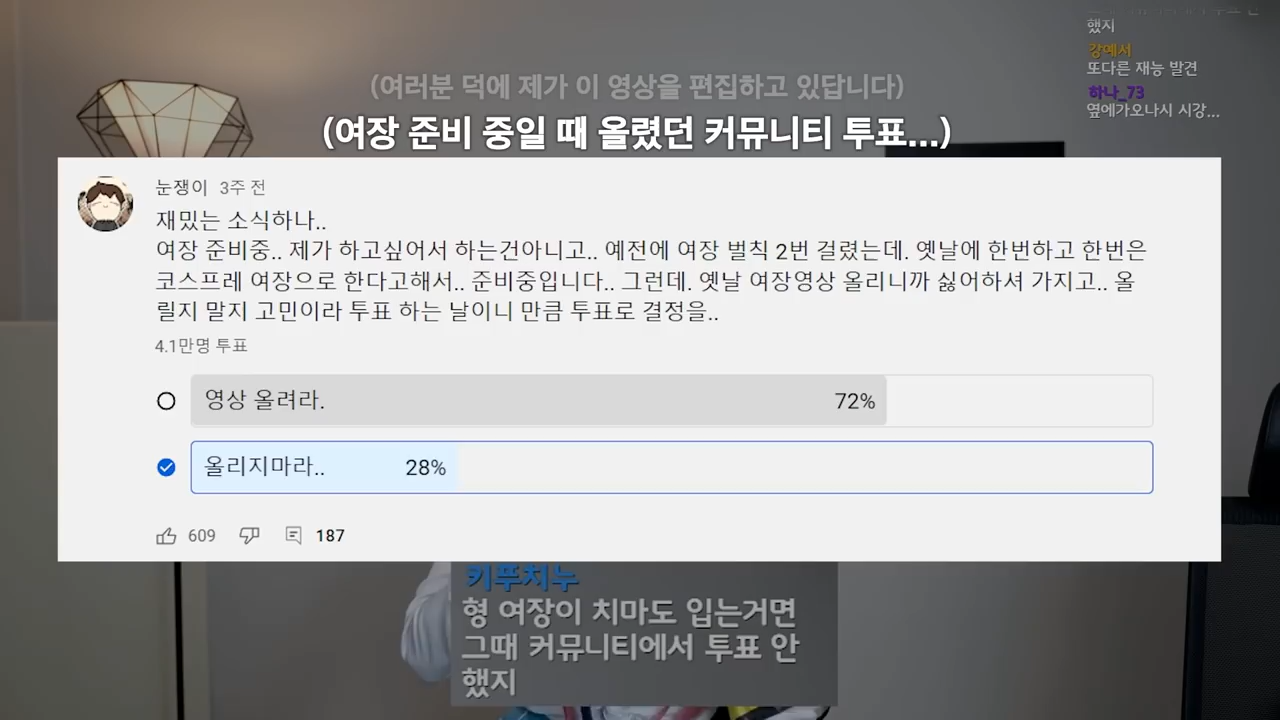 했지
강예서
또다른 재능 발견
하나_73
옆에가오나시 시강...
(여러분 덕에 제가 이 영상을 편집하고 있답니다)
(여장 준비 중일 때 올렸던 커뮤니티 투표...)
눈쟁이 3주 전
재밌는 소식하나..
여장 준비중.. 제가 하고싶어서 하는건아니고.. 예전에 여장 벌칙 2번 걸렸는데. 옛날에 한번하고 한번은
코스프레 여장으로 한다고해서.. 준비중입니다.. 그런데. 옛날 여장영상 올리니까 싫어하셔 가지고.. 올
릴지 말지 고민이라 투표 하는 날이니 만큼 투표로 결정을..
4.1만명 투표
영상 올려라. 72%
올리지마라.. 28%
609 187
키푸치누
형 여장이 치마도 입는거면
그때 커뮤니티에서 투표 안
했지